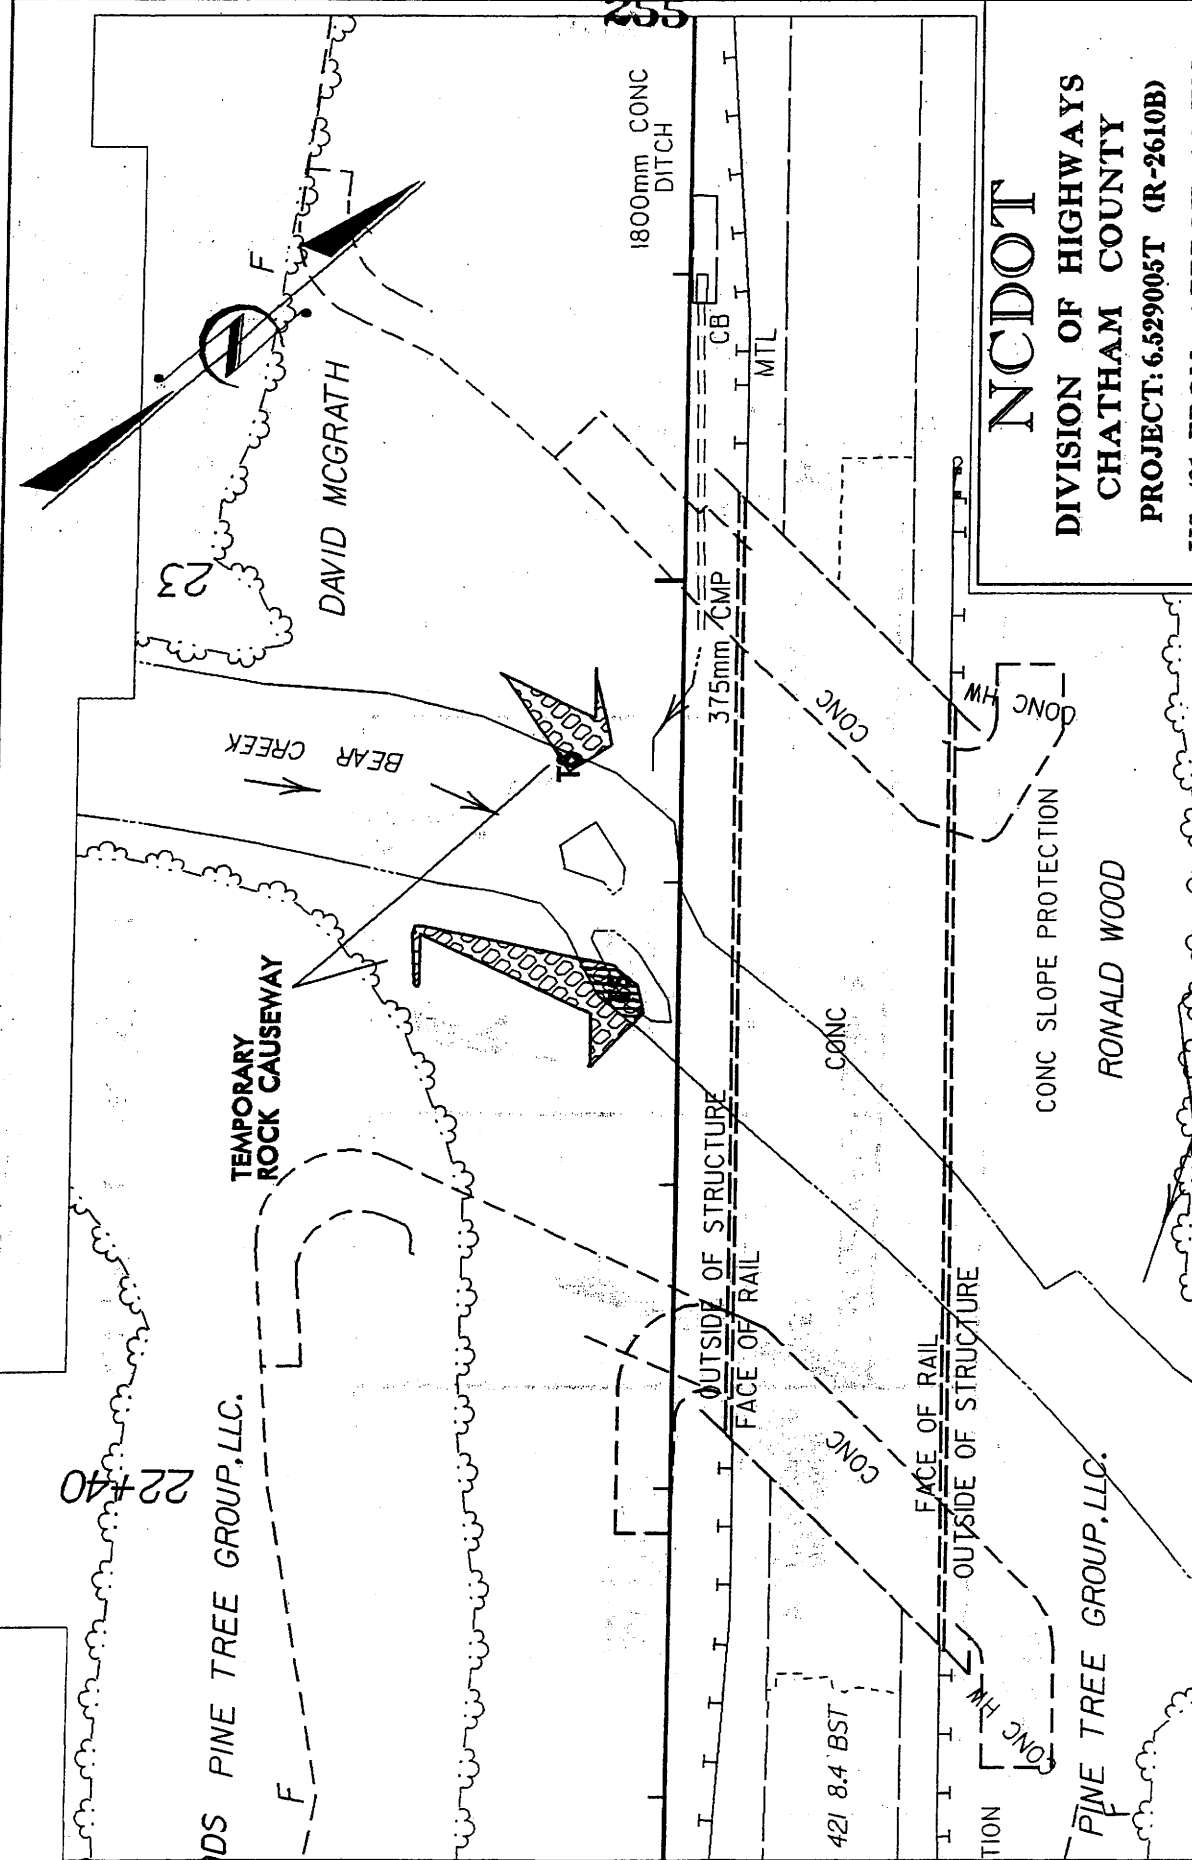 255
1800mm CONC
DITCH
NCDOT
DIVISION OF HIGHWAYS
CHATHAM COUNTY
PROJECT: 6.529005T (R-2610B)
F
DAVID MCGRATH
23
CB
MTL
375mm CMP
BEAR CREEK
CONC
CONC HW
TEMPORARY
ROCK CAUSEWAY
CONC SLOPE PROTECTION
RONALD WOOD
CONC
OUTSIDE OF STRUCTURE
FACE OF RAIL
FACE OF RAIL
OUTSIDE OF STRUCTURE
CONC
22+40
PINE TREE GROUP,LLC.
F
421 8.4 BST
CONC HW
PINE TREE GROUP,LLC.
F